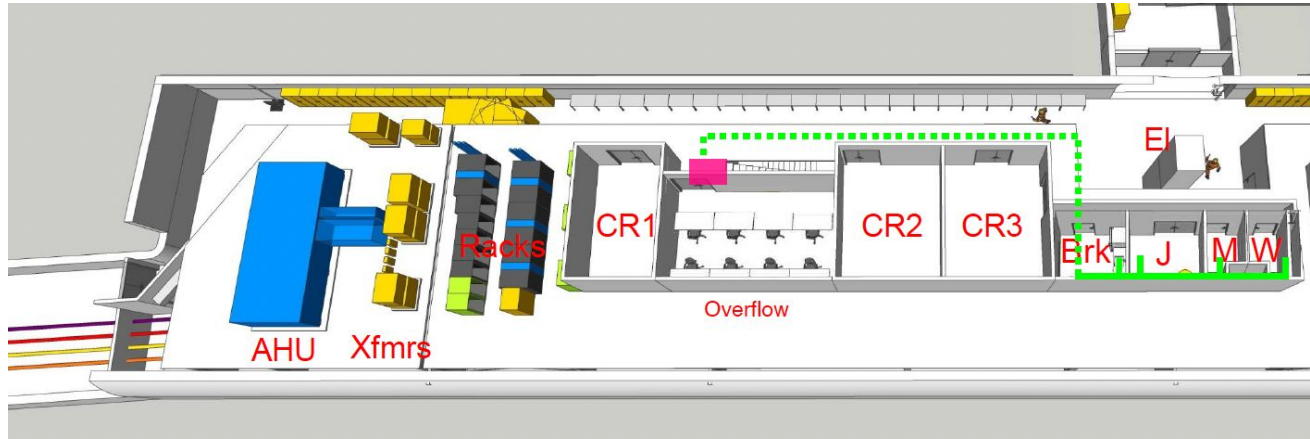 El
CR1
CR2
CR3
Racks
Brk
J
M
W
Overflow
AHU
Xfmrs